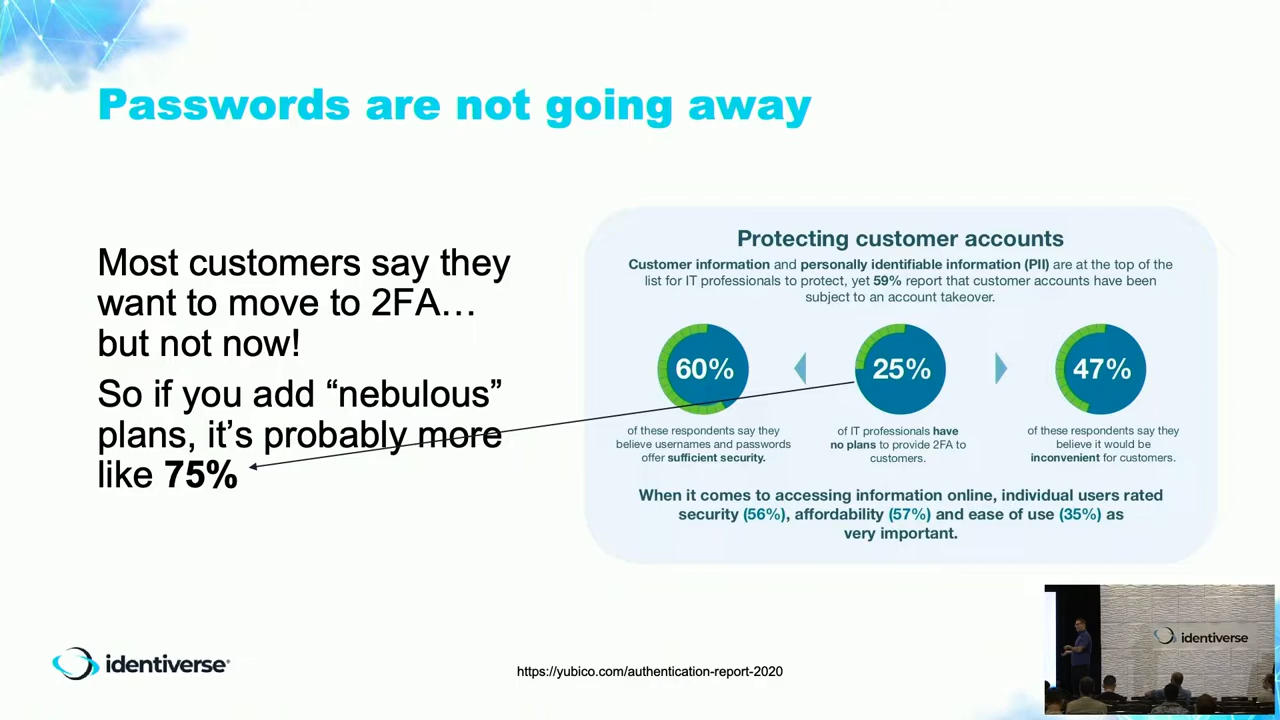 Passwords are not going away
Most customers say they
want to move to 2FA…
but not now!
So if you add “nebulous”
plans, it’s probably more
like 75%
Protecting customer accounts
Customer information and personally identifiable information (PII) are at the top of the
list for IT professionals to protect, yet 59% report that customer accounts have been
subject to an account takeover.
60%
of these respondents say they
believe usernames and passwords
offer sufficient security.
25%
of IT professionals have
no plans to provide 2FA to
customers.
47%
of these respondents say they
believe it would be
inconvenient for customers.
When it comes to accessing information online, individual users rated
security (56%), affordability (57%) and ease of use (35%) as
very important.
identiverse®
https://yubico.com/authentication-report-2020
identiverse